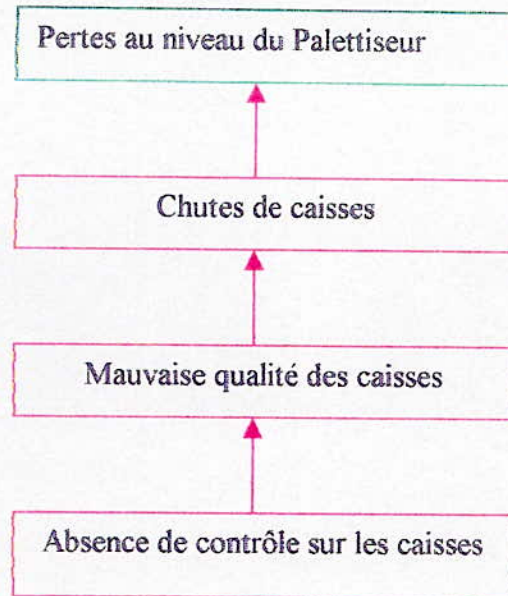 Pertes au niveau du Palettiseur
Chutes de caisses
Mauvaise qualité des caisses
Absence de contrôle sur les caisses